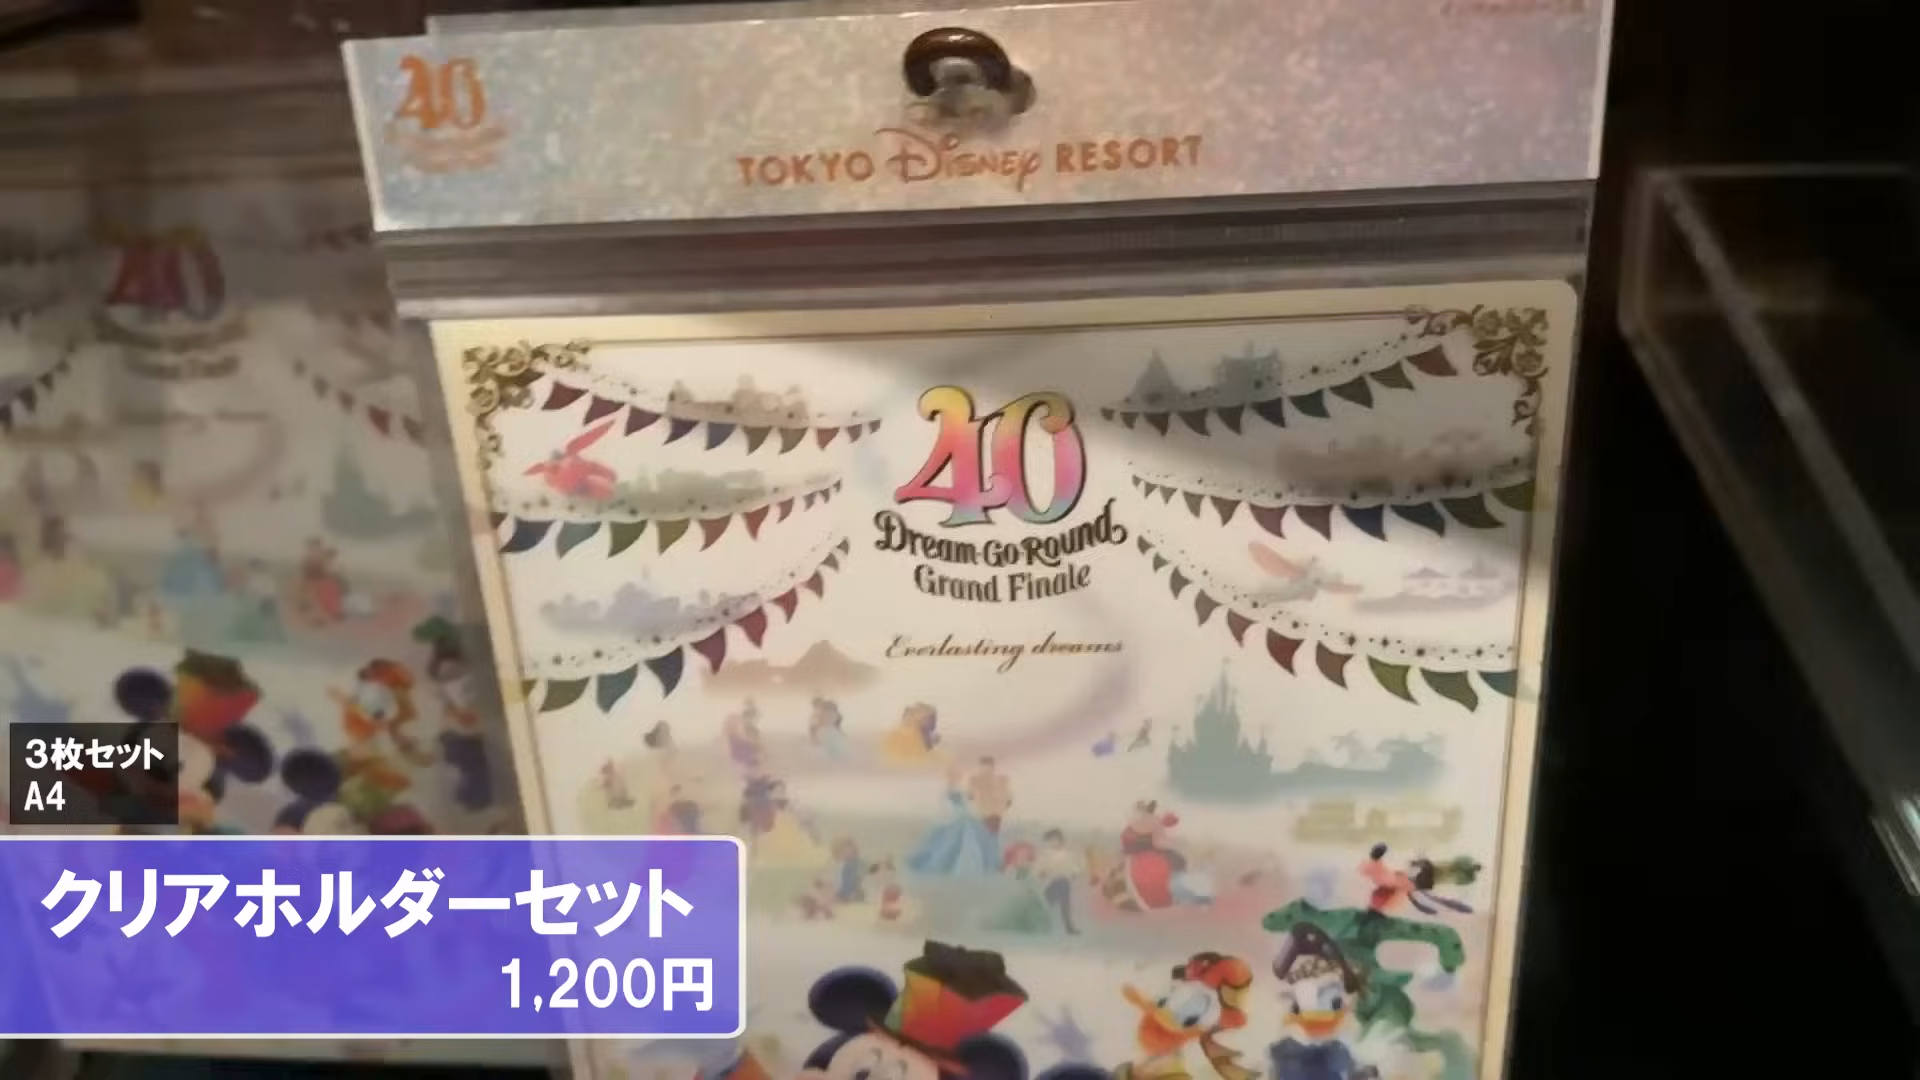 40
TOKYO Disney RESORT
40
40
Dream-Go-Round
Grand Finale
Everlasting dreams
3枚セット
A4
クリアホルダーセット
1,200円